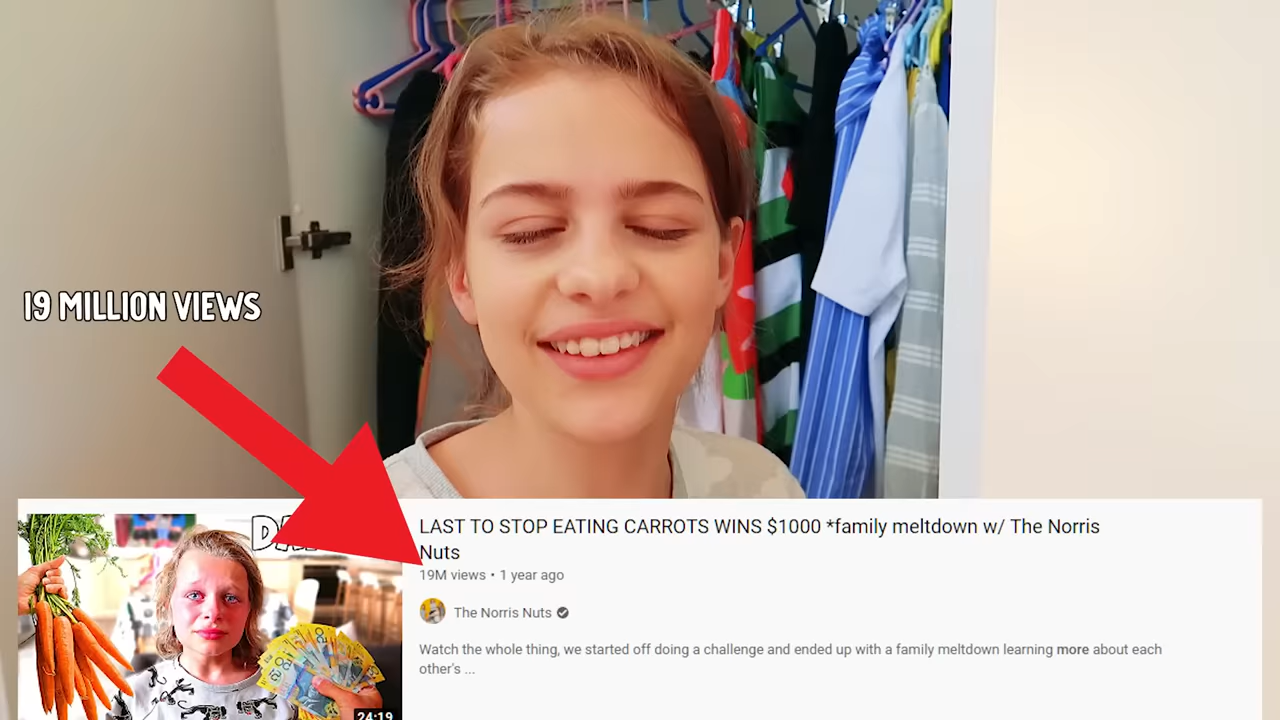 19 MILLION VIEWS
LAST TO STOP EATING CARROTS WINS $1000 *family meltdown w/ The Norris
Nuts
19M views • 1 year ago
The Norris Nuts
Watch the whole thing, we started off doing a challenge and ended up with a family meltdown learning more about each
other's ...
24:19